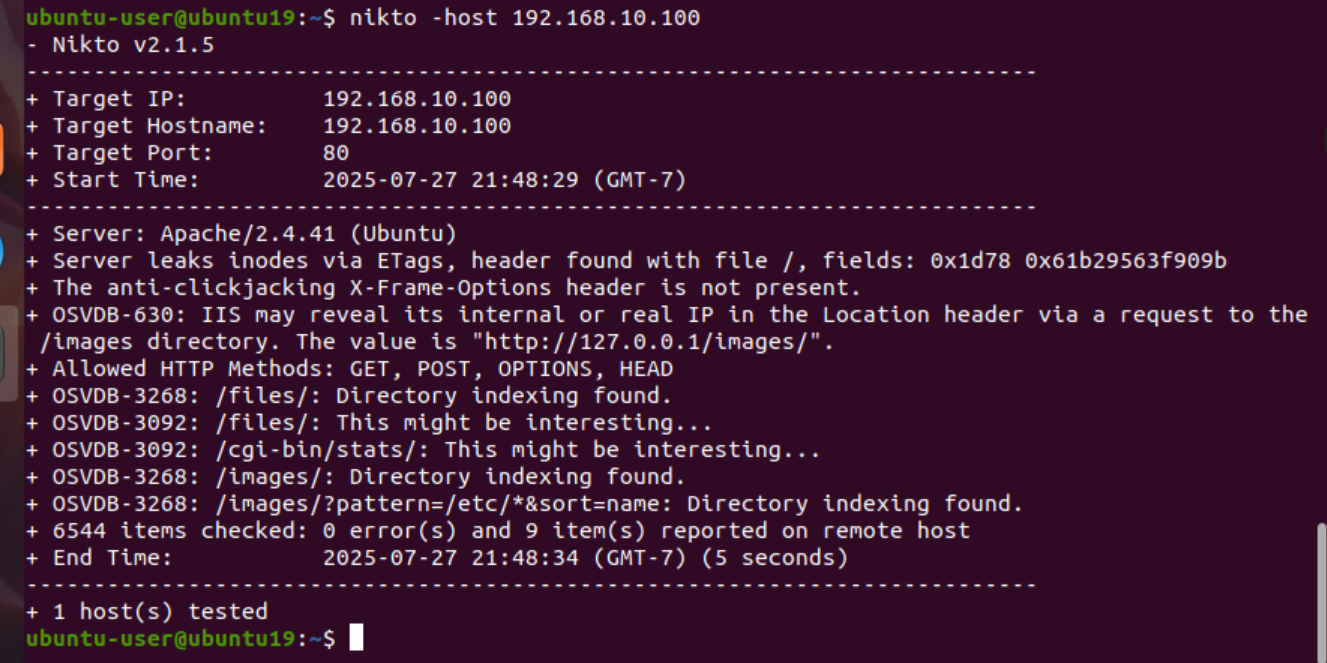 ubuntu-user@ubuntu19:~$ nikto -host 192.168.10.100
- Nikto v2.1.5
---------------------------------------------------------------------------
+ Target IP:          192.168.10.100
+ Target Hostname:    192.168.10.100
+ Target Port:        80
+ Start Time:         2025-07-27 21:48:29 (GMT-7)
---------------------------------------------------------------------------
+ Server: Apache/2.4.41 (Ubuntu)
+ Server leaks inodes via ETags, header found with file /, fields: 0x1d78 0x61b29563f909b
+ The anti-clickjacking X-Frame-Options header is not present.
+ OSVDB-630: IIS may reveal its internal or real IP in the Location header via a request to the
 /images directory. The value is "http://127.0.0.1/images/".
+ Allowed HTTP Methods: GET, POST, OPTIONS, HEAD
+ OSVDB-3268: /files/: Directory indexing found.
+ OSVDB-3092: /files/: This might be interesting...
+ OSVDB-3092: /cgi-bin/stats/: This might be interesting...
+ OSVDB-3268: /images/: Directory indexing found.
+ OSVDB-3268: /images/?pattern=/etc/*&sort=name: Directory indexing found.
+ 6544 items checked: 0 error(s) and 9 item(s) reported on remote host
+ End Time:           2025-07-27 21:48:34 (GMT-7) (5 seconds)
---------------------------------------------------------------------------
+ 1 host(s) tested
ubuntu-user@ubuntu19:~$